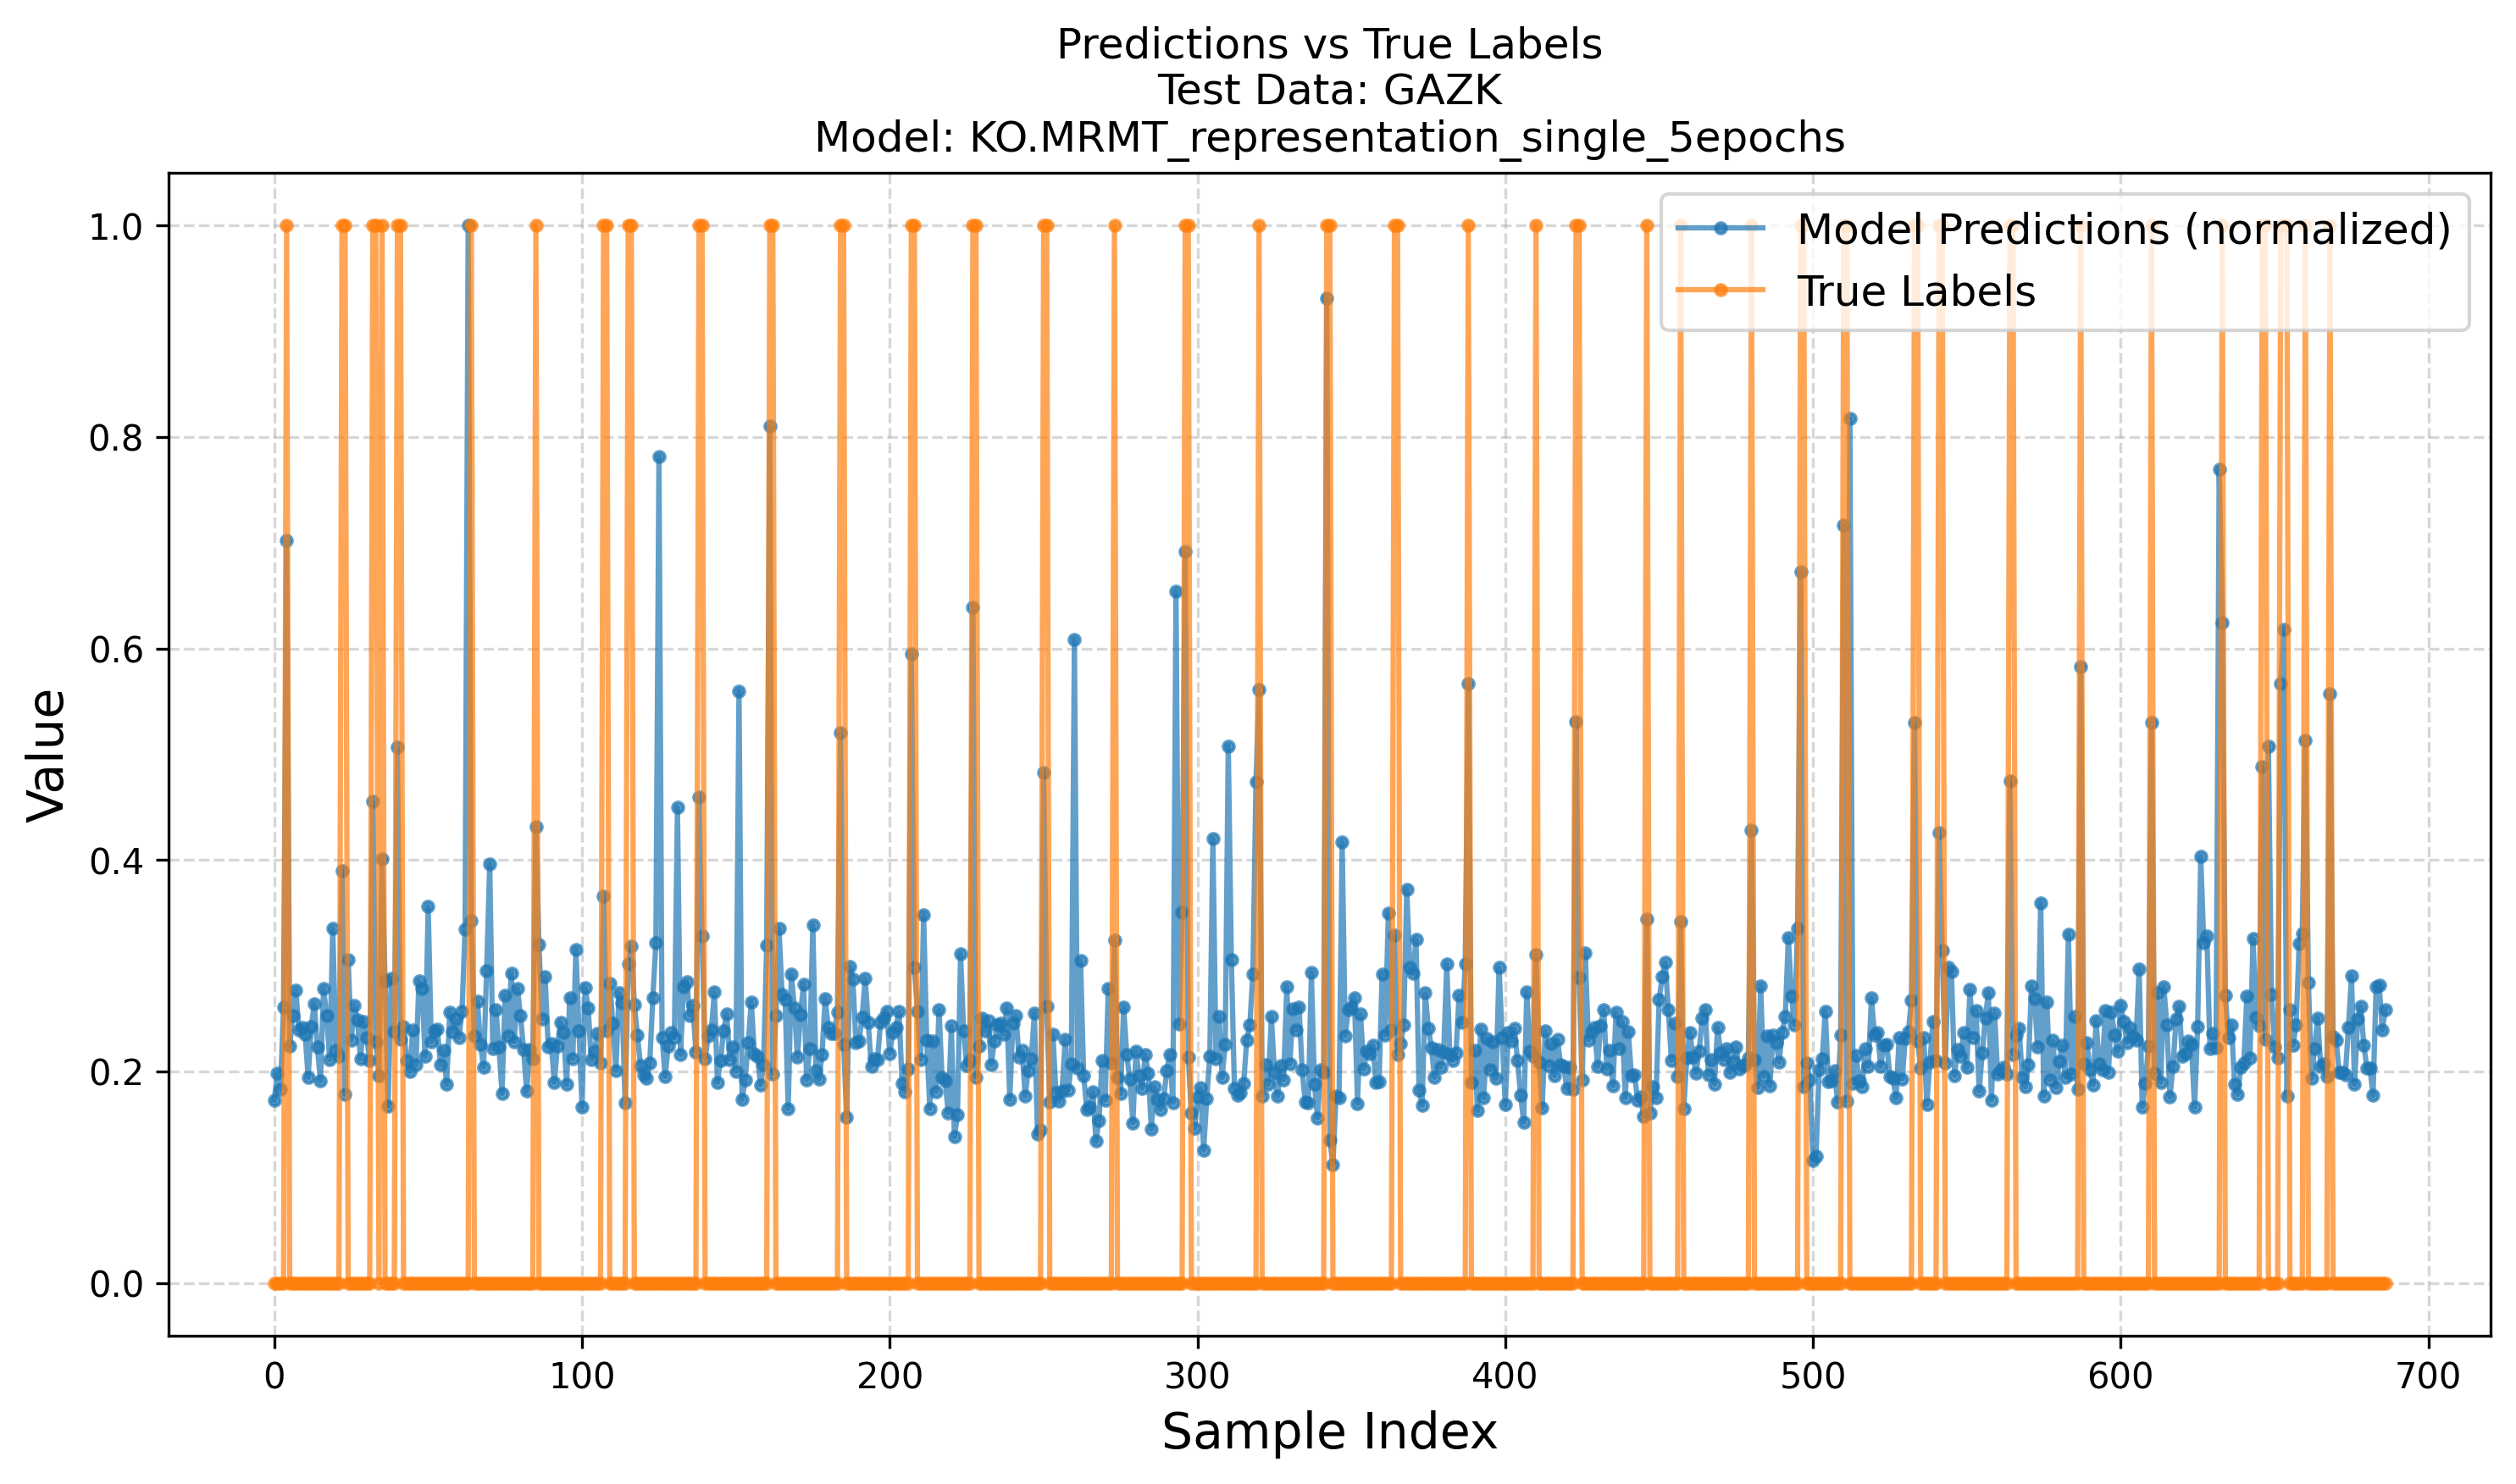 Predictions vs True Labels
Test Data: GAZK
Model: KO.MRMT_representation_single_5epochs
Model Predictions (normalized)
True Labels
1.0
0.8
0.6
0.4
0.2
0.0
Value
0 100 200 300 400 500 600 700
Sample Index